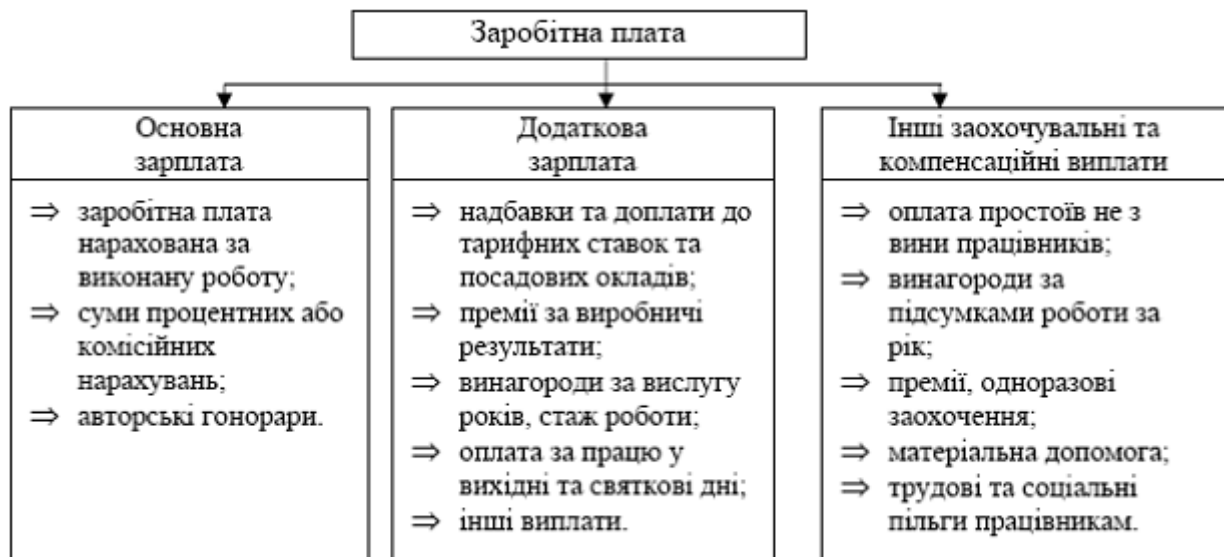 Заробітна плата
Основна
зарплата
⇒ заробітна плата
нарахована за
виконану роботу;
⇒ суми процентних або
комісійних
нарахувань;
⇒ авторські гонорари.
Додаткова
зарплата
⇒ надбавки та доплати до
тарифних ставок та
посадових окладів;
⇒ премії за виробничі
результати;
⇒ винагороди за вислугу
років, стаж роботи;
⇒ оплата за працю у
вихідні та святкові дні;
⇒ інші виплати.
Інші заохочувальні та
компенсаційні виплати
⇒ оплата простоїв не з
вини працівників;
⇒ винагороди за
підсумками роботи за
рік;
⇒ премії, одноразові
заохочення;
⇒ матеріальна допомога;
⇒ трудові та соціальні
пільги працівникам.